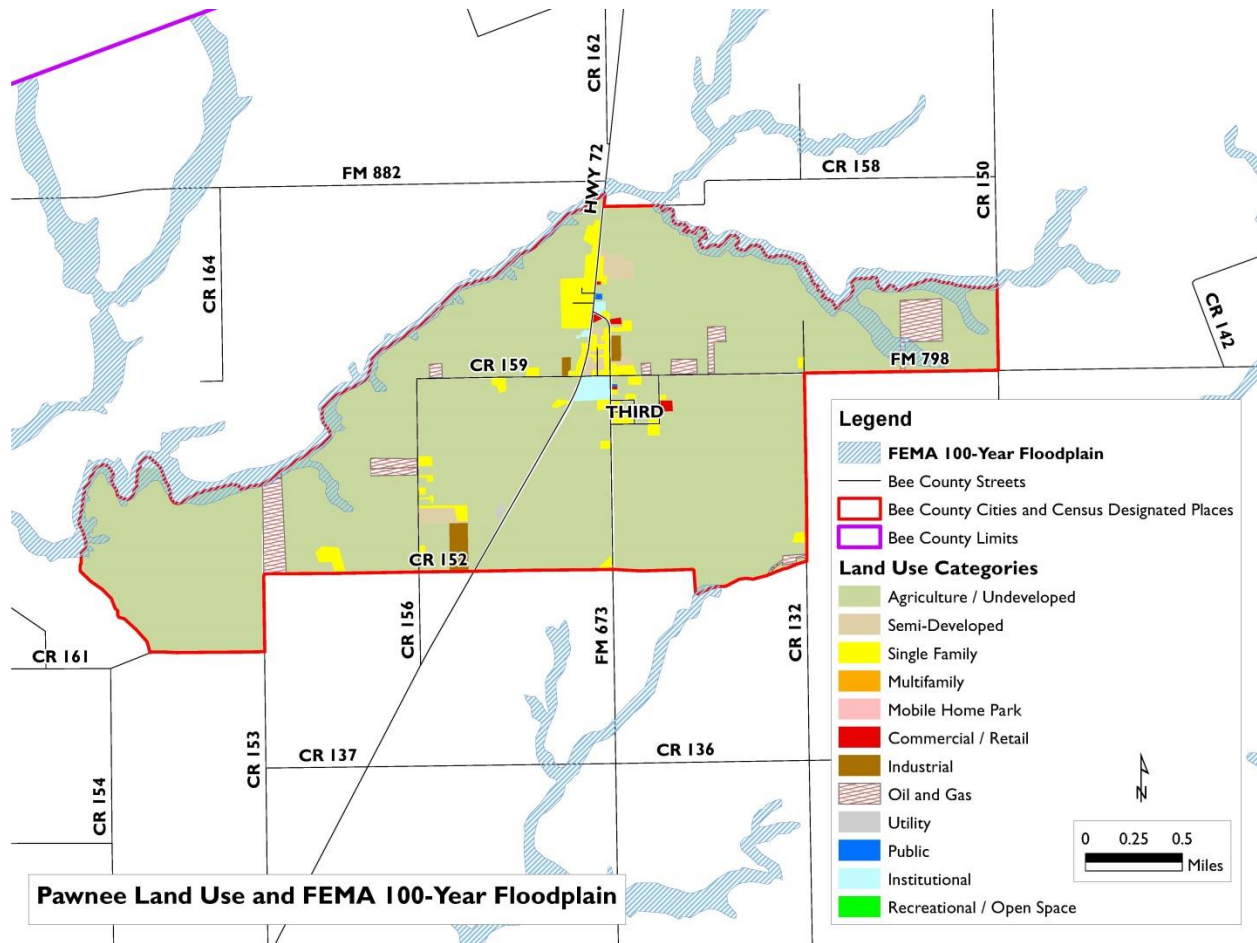 CR 162
HWY 72
FM 882
CR 158
CR 150
CR 164
CR 142
CR 159
FM 798
THIRD
CR 152
CR 156
FM 673
CR 132
CR 161
CR 153
CR 137
CR 136
CR 154
Legend
FEMA 100-Year Floodplain
Bee County Streets
Bee County Cities and Census Designated Places
Bee County Limits
Land Use Categories
Agriculture / Undeveloped
Semi-Developed
Single Family
Multifamily
Mobile Home Park
Commercial / Retail
Industrial
Oil and Gas
Utility
Public
Institutional
Recreational / Open Space
N
0 0.25 0.5
Miles
Pawnee Land Use and FEMA 100-Year Floodplain